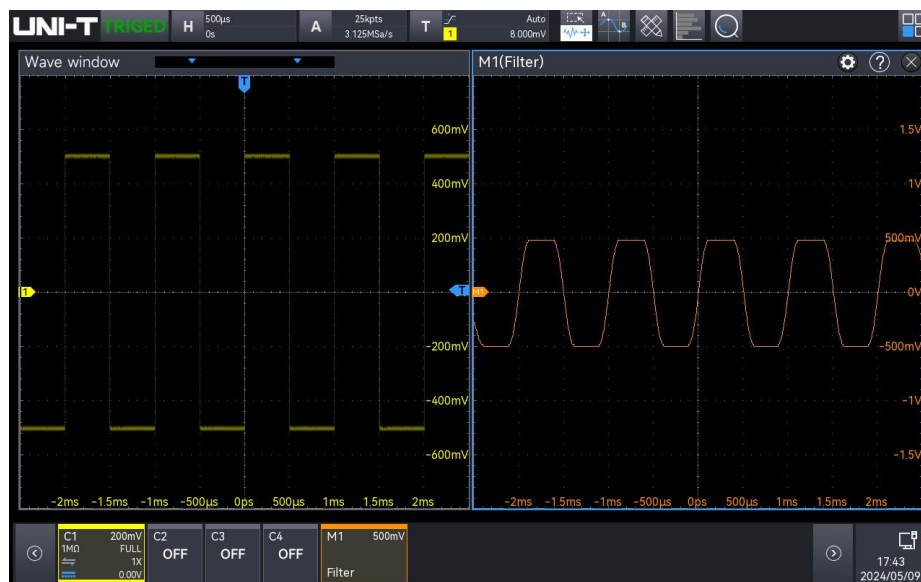 UNI-T TRIGED H 500μs 0s A 25kpts 3.125MSa/s T 1 Auto 8.000mV
Wave window
T
600mV
400mV
200mV
1
T
-200mV
-400mV
-600mV
-2ms -1.5ms -1ms -500μs 0ps 500μs 1ms 1.5ms 2ms
M1(Filter)
1.5V
1V
500mV
M1
0V
-500mV
-1V
-1.5V
-2ms -1.5ms -1ms -500μs 0ps 500μs 1ms 1.5ms 2ms
C1 200mV
1MΩ FULL
1X
0.00V
C2
OFF
C3
OFF
C4
OFF
M1 500mV
Filter
17:43
2024/05/09